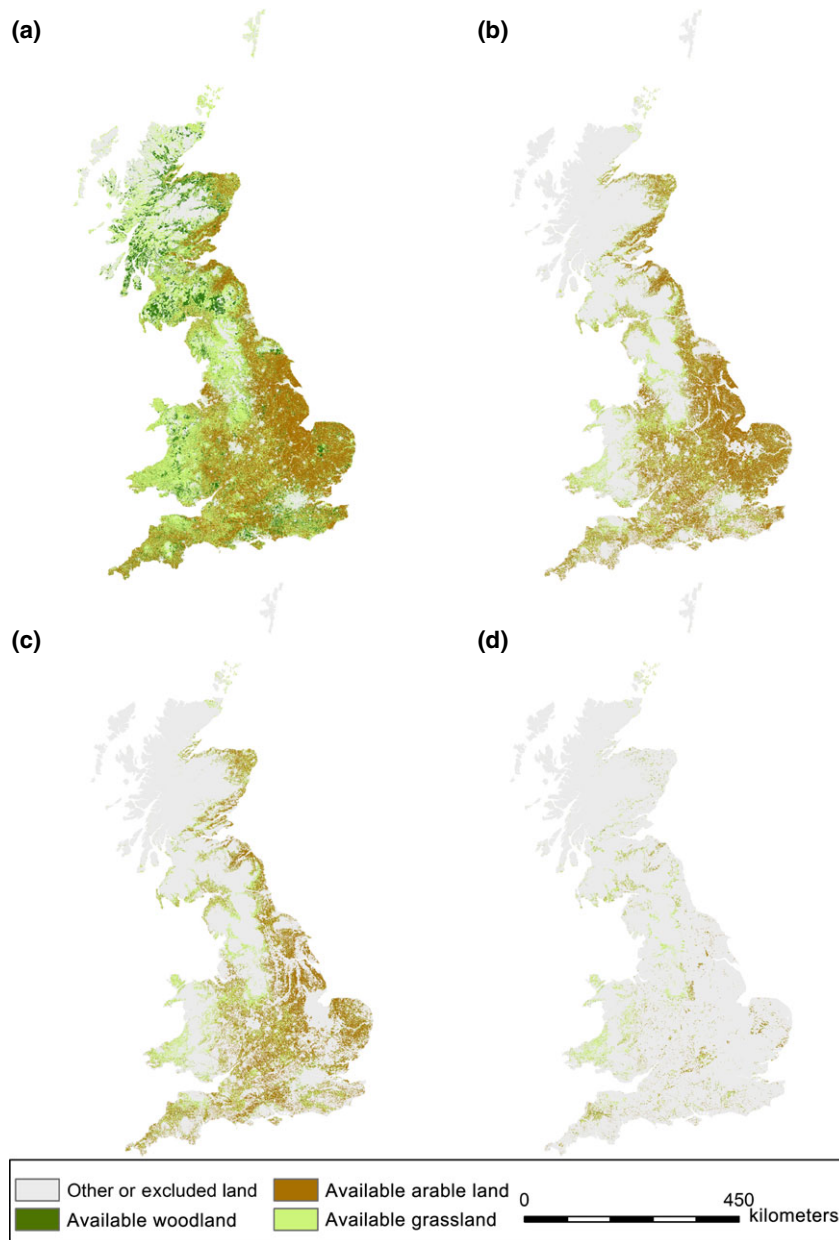 (a)
(b)
(c)
(d)
Other or excluded land
Available arable land
Available woodland
Available grassland
0
450
kilometers